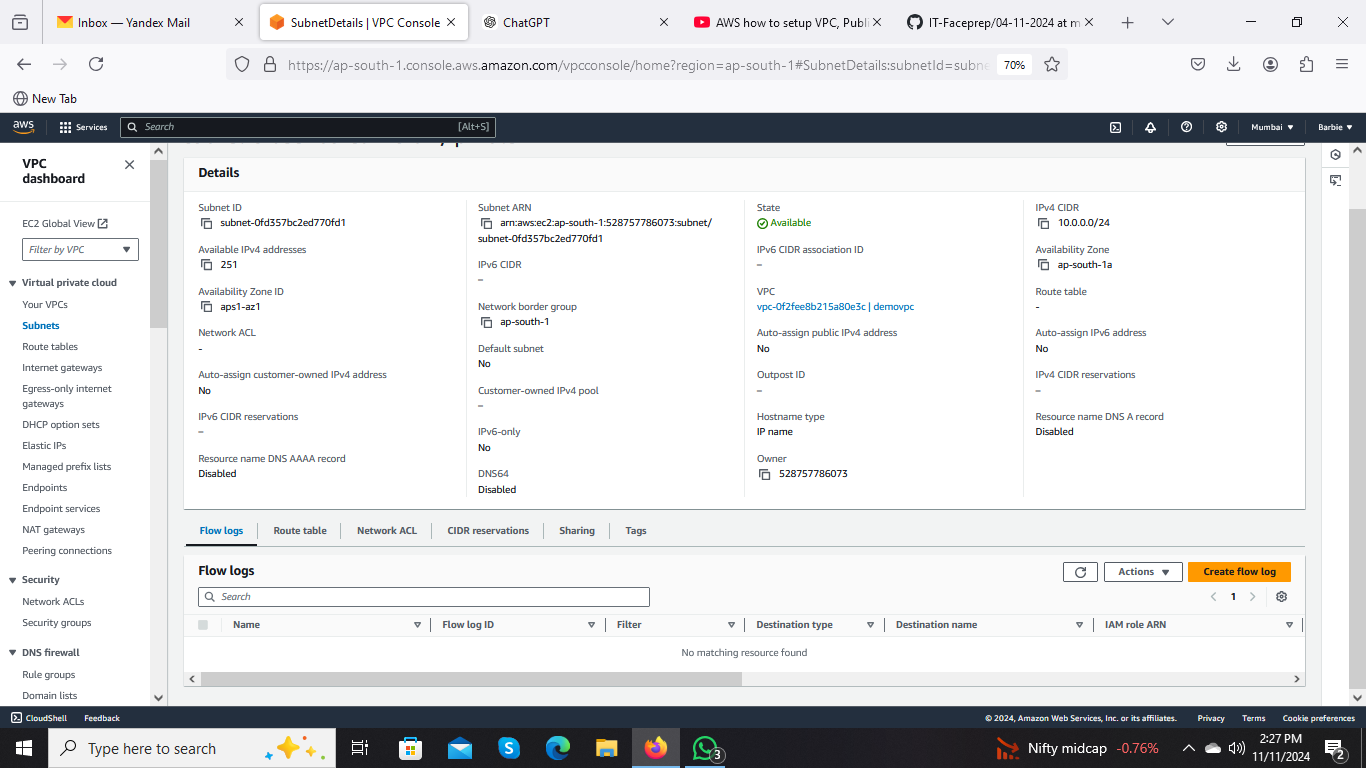 Inbox — Yandex Mail
SubnetDetails | VPC Console
ChatGPT
AWS how to setup VPC, Publi
IT-Faceprep/04-11-2024 at m
https://ap-south-1.console.aws.amazon.com/vpcconsole/home?region=ap-south-1#SubnetDetails:subnetId=subne
70%
New Tab
aws
Services
Search
[Alt+S]
Mumbai
Barbie
VPC
dashboard
EC2 Global View
Filter by VPC
Virtual private cloud
Your VPCs
Subnets
Route tables
Internet gateways
Egress-only internet
gateways
DHCP option sets
Elastic IPs
Managed prefix lists
Endpoints
Endpoint services
NAT gateways
Peering connections
Security
Network ACLs
Security groups
DNS firewall
Rule groups
Domain lists
Details
Subnet ID
subnet-0fd357bc2ed770fd1
Available IPv4 addresses
251
Availability Zone ID
aps1-az1
Network ACL
-
Auto-assign customer-owned IPv4 address
No
IPv6 CIDR reservations
–
Resource name DNS AAAA record
Disabled
Subnet ARN
arn:aws:ec2:ap-south-1:528757786073:subnet/
subnet-0fd357bc2ed770fd1
IPv6 CIDR
–
Network border group
ap-south-1
Default subnet
No
Customer-owned IPv4 pool
–
IPv6-only
No
DNS64
Disabled
State
Available
IPv6 CIDR association ID
–
VPC
vpc-0f2fee8b215a80e3c | demovpc
Auto-assign public IPv4 address
No
Outpost ID
–
Hostname type
IP name
Owner
528757786073
IPv4 CIDR
10.0.0.0/24
Availability Zone
ap-south-1a
Route table
-
Auto-assign IPv6 address
No
IPv4 CIDR reservations
–
Resource name DNS A record
Disabled
Flow logs
Route table
Network ACL
CIDR reservations
Sharing
Tags
Flow logs
Actions
Create flow log
Search
1
Name
Flow log ID
Filter
Destination type
Destination name
IAM role ARN
No matching resource found
CloudShell
Feedback
© 2024, Amazon Web Services, Inc. or its affiliates.
Privacy
Terms
Cookie preferences
Type here to search
3
Nifty midcap
-0.76%
2:27 PM
11/11/2024
2